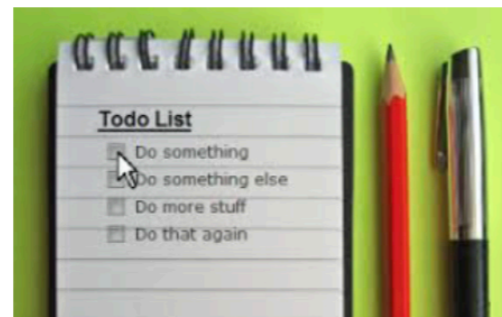 Todo List
Do something
Do something else
Do more stuff
Do that again